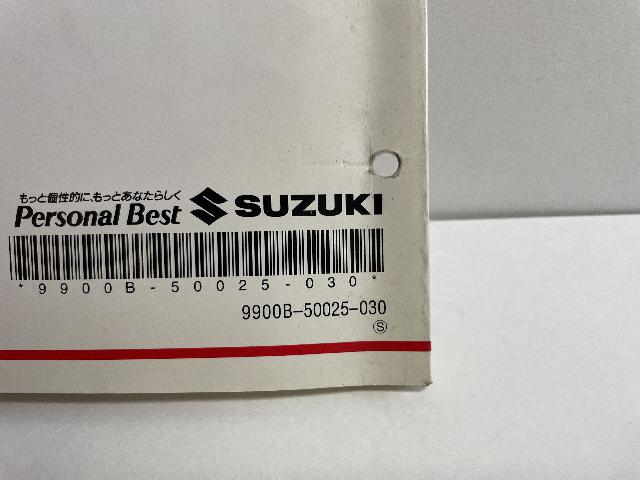 もっと個性的に、もっとあなたらしく
Personal Best SUZUKI
*9900B-50025-030*
9900B-50025-030
Ⓢ